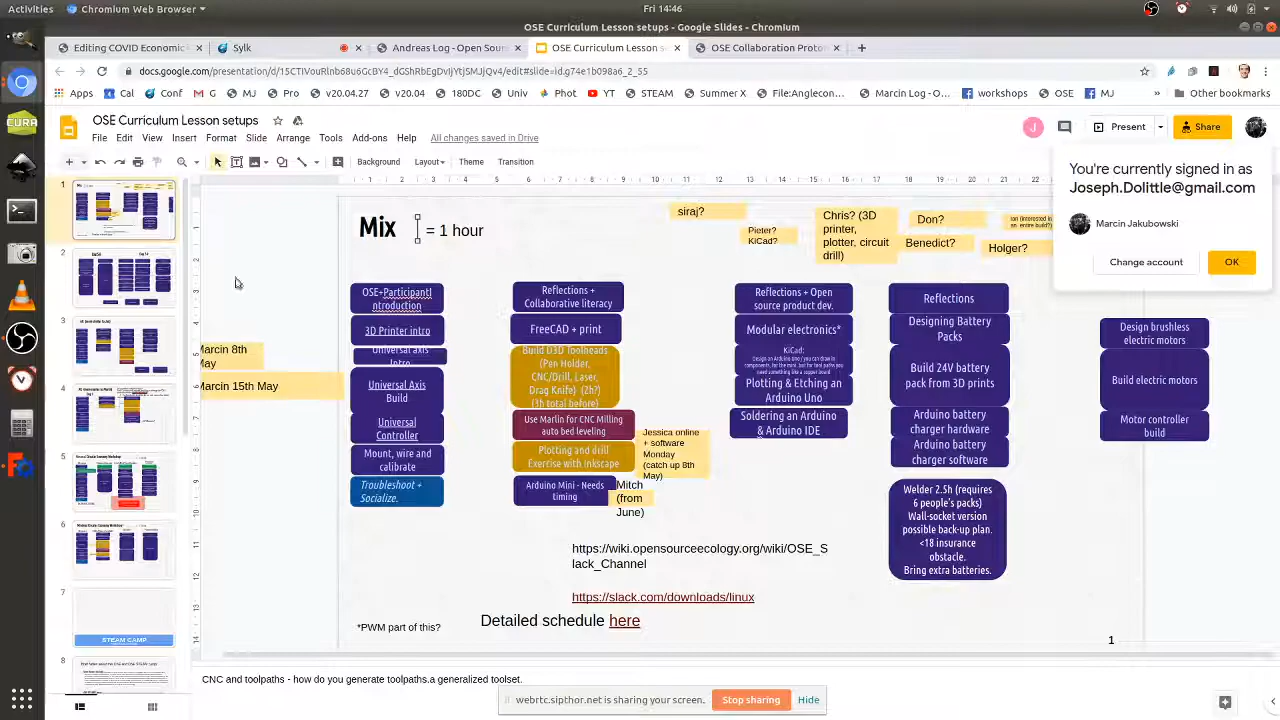 Activities
Chromium Web Browser
Fri 14:46
OSE Curriculum Lesson setups - Google Slides - Chromium
Editing COVID Economic
Sylk
Andreas Log - Open Sou
OSE Curriculum Lesson s
OSE Collaboration Proto
docs.google.com/presentation/d/15CTIVouRlnb68u6GcBY4_dGShRbEgDvIjYtjSMUjQv4/edit#slide=id.g74e1b098a6_2_55
Apps
Cal
Conf
G
MJ
Pro
v20.04.27
v20.04
180DC
Univ
Phot
YT
STEAM
Summer X
File:Anglecon...
Marcin Log - O...
workshops
OSE
MJ
»
Other bookmarks
OSE Curriculum Lesson setups
File Edit View Insert Format Slide Arrange Tools Add-ons Help
All changes saved in Drive
J
Present
Share
Background
Layout
Theme
Transition
You're currently signed in as
Joseph.Dolittle@gmail.com
Marcin Jakubowski
Change account
OK
Mix
= 1 hour
siraj?
Pieter?
KiCad?
Chris? (3D
printer,
plotter, circuit
drill)
Don?
Benedict?
Holger?
OSE+Participant I
ntroduction
3D Printer intro
Universal axis
Intro
Universal Axis
Build
Universal
Controller
Mount, wire and
calibrate
Troubleshoot +
Socialize.
Marcin 8th
May
Marcin 15th May
Reflections +
Collaborative literacy
FreeCAD + print
Build D3D Toolheads
(Pen Holder,
CNC/Drill, Laser,
Drag Knife) (2h?)
(3h total before)
Use Marlin for CNC Milling
auto bed leveling
Plotting and drill
Exercise with Inkscape
Arduino Mini - Needs
timing
Jessica online
+ software
Monday
(catch up 8th
May)
Mitch
(from
June)
Reflections + Open
source product dev.
Modular electronics*
KiCad:
Plotting & Etching an
Arduino Uno
Soldering an Arduino
& Arduino IDE
Reflections
Designing Battery
Packs
Build 24V battery
pack from 3D prints
Arduino battery
charger hardware
Arduino battery
charger software
Welder 2.5h (requires
6 people's packs)
Wall-socket version
possible back-up plan.
<18 insurance
obstacle.
Bring extra batteries.
Design brushless
electric motors
Build electric motors
Motor controller
build
https://wiki.opensourceecology.org/wiki/OSE_S
lack_Channel
https://slack.com/downloads/linux
*PWM part of this?
Detailed schedule here
1
CNC and toolpaths - how do you generate toolpaths,a generalized toolset
webrtc.sipthor.net is sharing your screen.
Stop sharing
Hide
STEAM CAMP
CURA